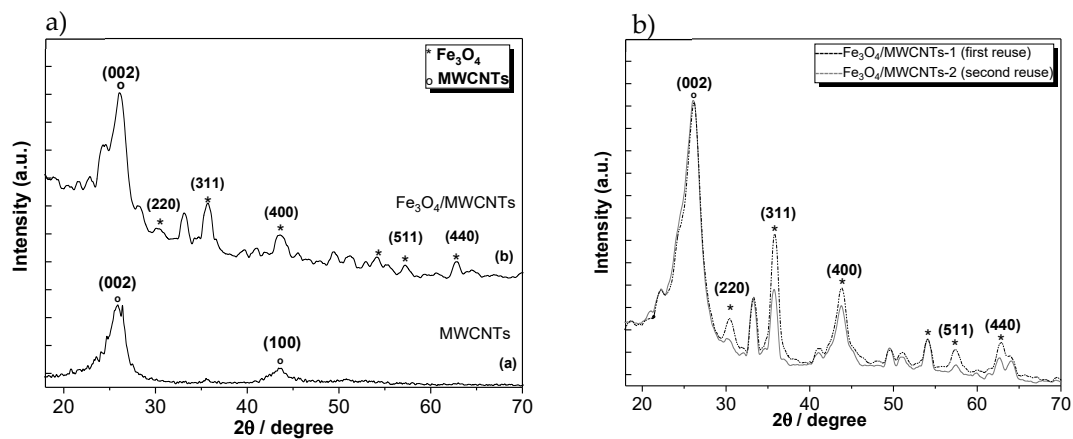 a)
* Fe₃O₄
o MWCNTs
(002)
(220)
(311)
(400)
(511)
(440)
Fe₃O₄/MWCNTs
(b)
(002)
(100)
MWCNTs
(a)
Intensity (a.u.)
20 30 40 50 60 70
2θ / degree
b)
Fe₃O₄/MWCNTs-1 (first reuse)
Fe₃O₄/MWCNTs-2 (second reuse)
(002)
(220)
(311)
(400)
(511)
(440)
Intensity (a.u.)
20 30 40 50 60 70
2θ / degree